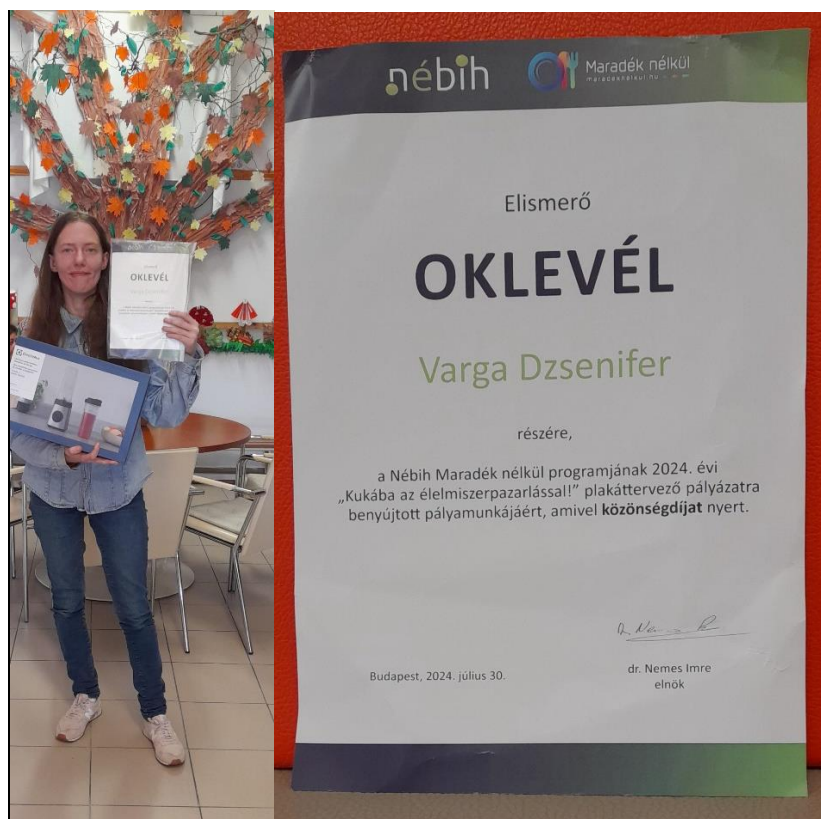 OKLEVÉL
Electrolux
nébih
Maradék nélkül
maradeknelkul.hu
Elismerő
OKLEVÉL
Varga Dzsenifer
részére,
a Nébih Maradék nélkül programjának 2024. évi
„Kukába az élelmiszerpazarlással!” plakáttervező pályázatra
benyújtott pályamunkájáért, amivel közönségdíjat nyert.
Budapest, 2024. július 30.
dr. Nemes Imre
elnök